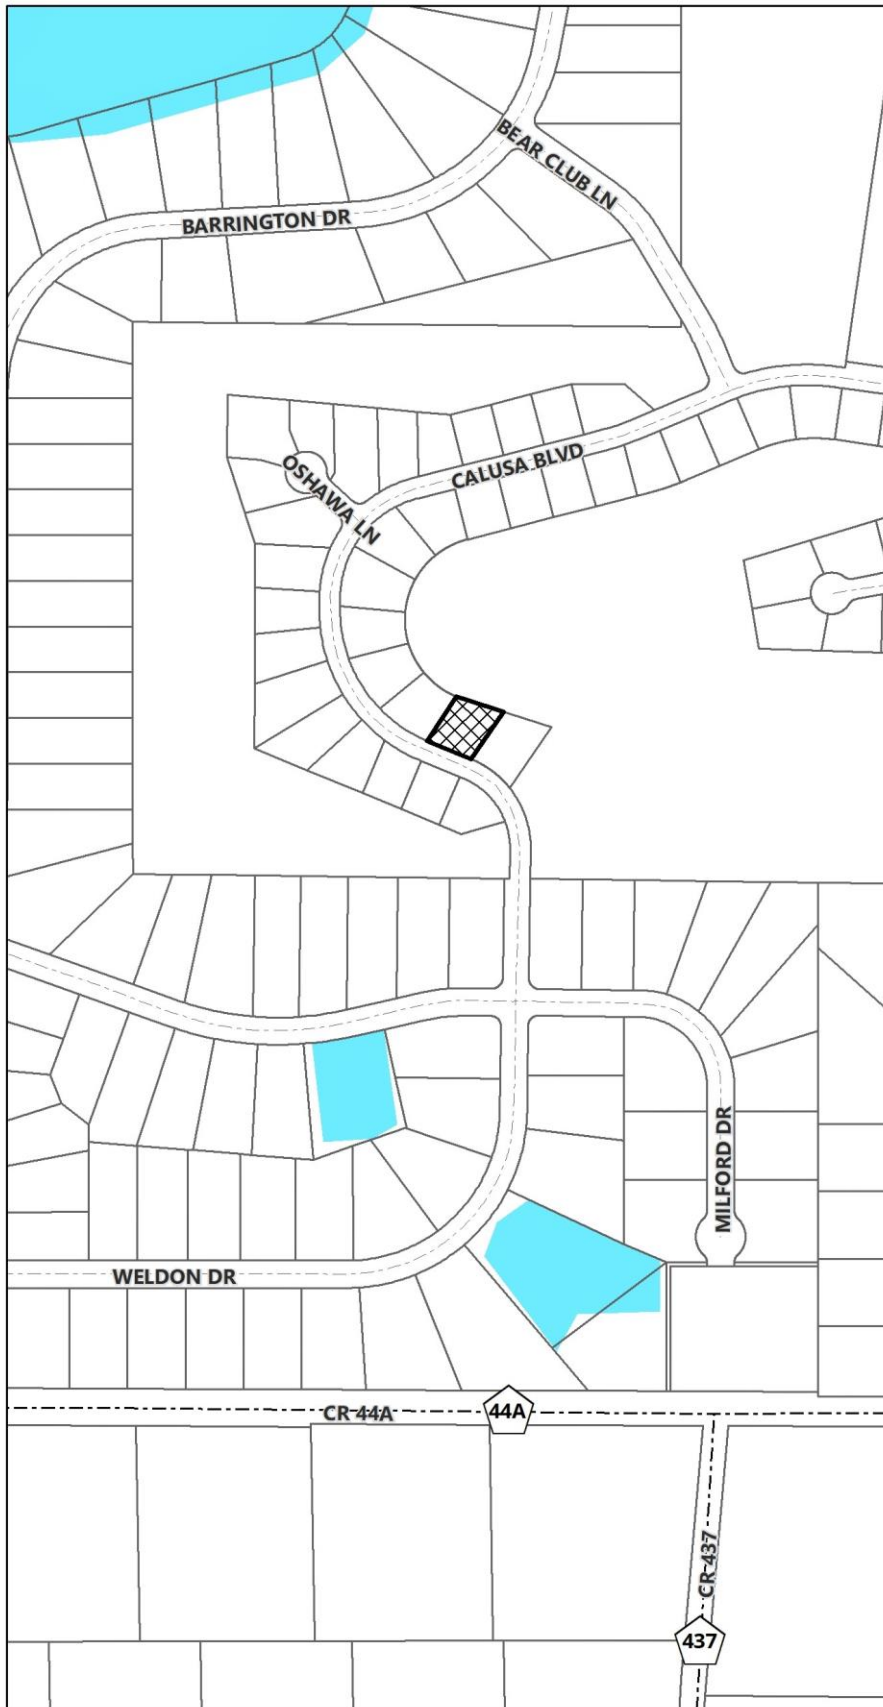 BEAR CLUB LN
BARRINGTON DR
CALUSA BLVD
OSHAWA LN
MILFORD DR
WELDON DR
CR 44A
44A
CR 437
437